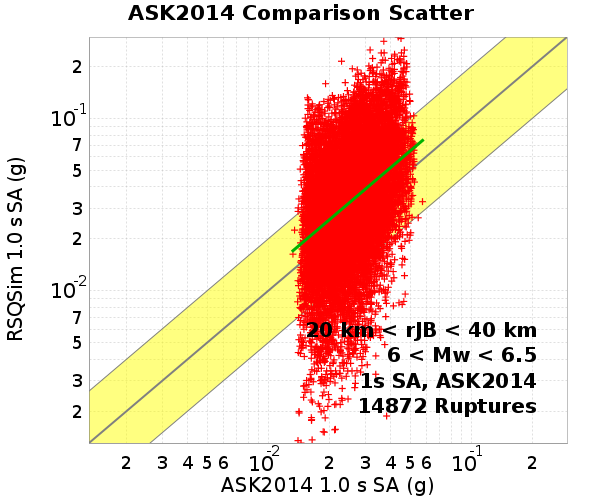 ASK2014 Comparison Scatter
RSQSim 1.0 s SA (g)
2
10^-1
7
5
3
2
10^-2
7
5
3
2
20 km < rJB < 40 km
6 < Mw < 6.5
1s SA, ASK2014
14872 Ruptures
2 3 4 5 6 10^-2 2 3 4 5 6 10^-1 2
ASK2014 1.0 s SA (g)